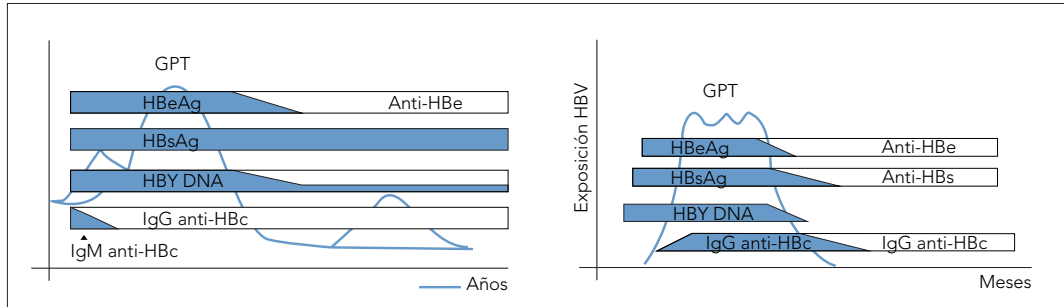 GPT
HBeAg
Anti-HBe
HBsAg
HBY DNA
IgG anti-HBc
IgM anti-HBc
Años
Exposición HBV
GPT
HBeAg
Anti-HBe
HBsAg
Anti-HBs
HBY DNA
IgG anti-HBc
IgG anti-HBc
Meses